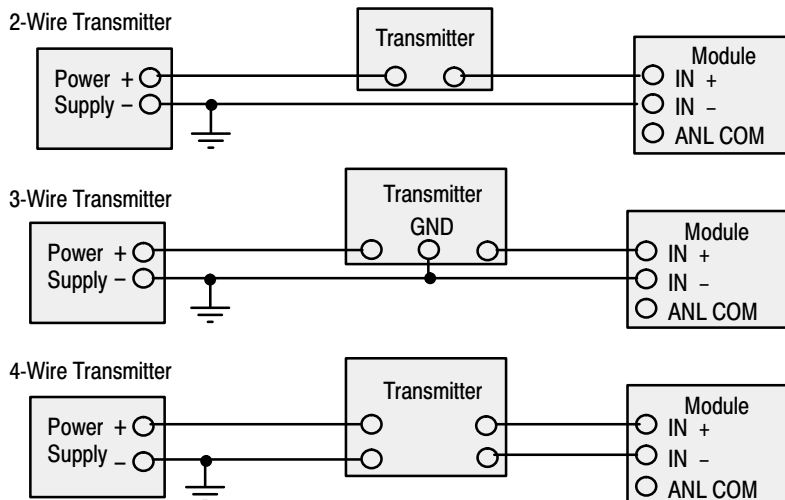 2-Wire Transmitter
Transmitter
Power +
Supply –
Module
IN +
IN –
ANL COM
3-Wire Transmitter
Transmitter
GND
Power +
Supply –
Module
IN +
IN –
ANL COM
4-Wire Transmitter
Transmitter
Power +
Supply –
Module
IN +
IN –
ANL COM